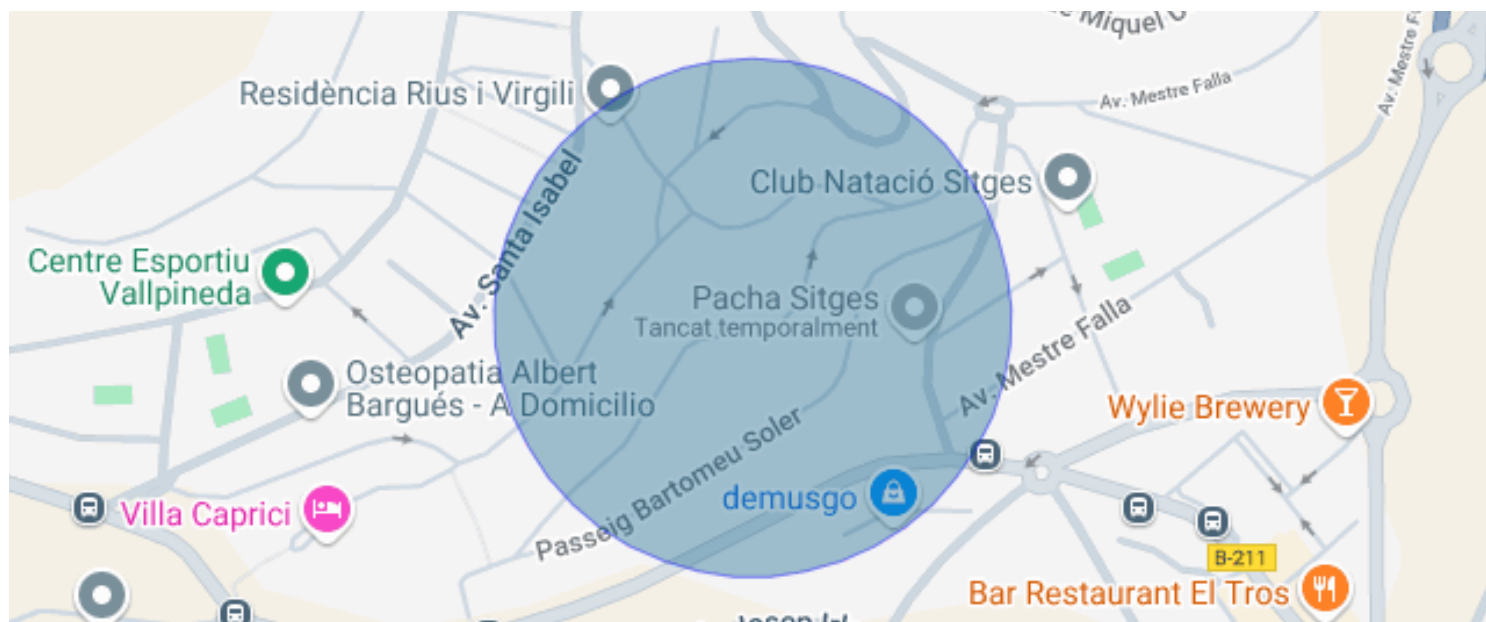 de Miquel U
Av. Mestre Fa
Residència Rius i Virgili
Av. Mestre Falla
Club Natació Sitges
Av. Santa Isabel
Centre Esportiu
Vallpineda
Pacha Sitges
Tancat temporalment
Av. Mestre Falla
Osteopatia Albert
Bargués - A Domicilio
Wylie Brewery
Passeig Bartomeu Soler
demusgo
Villa Caprici
B-211
Bar Restaurant El Tros